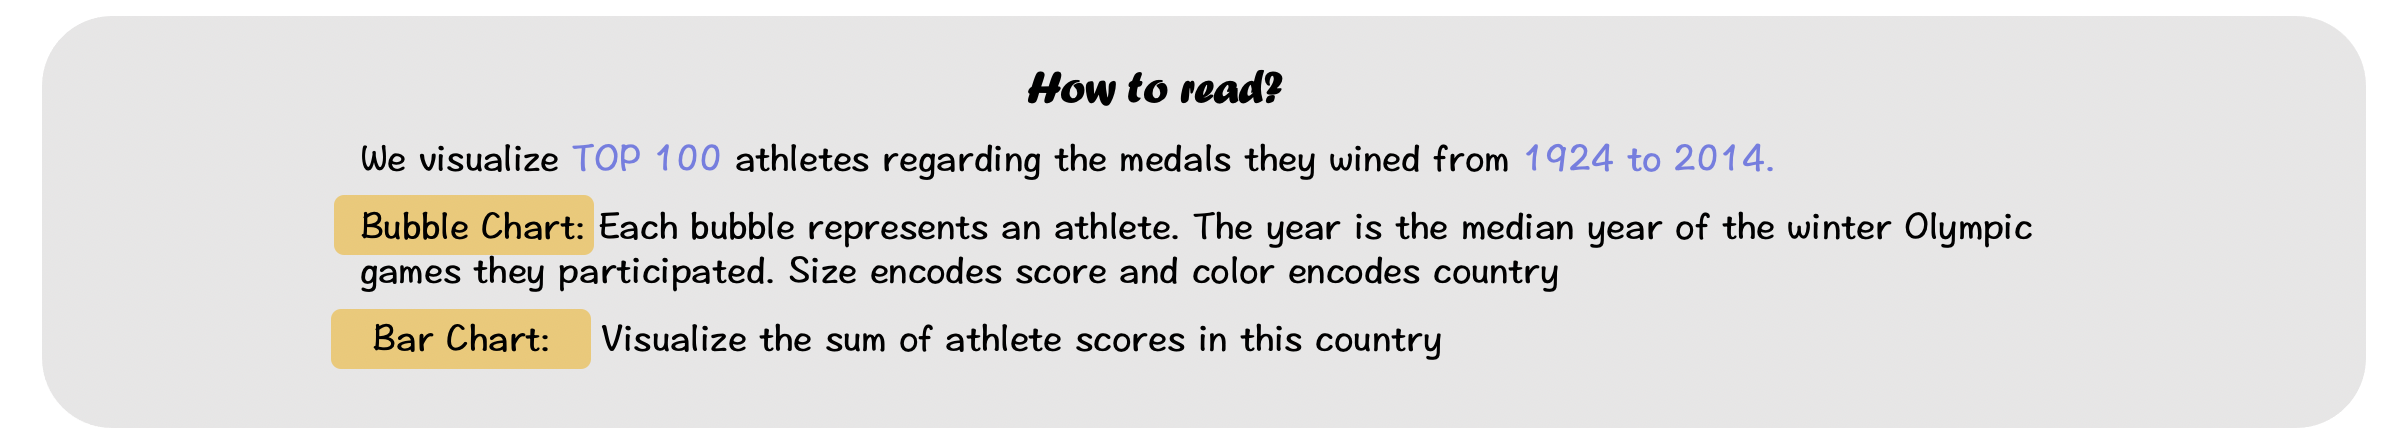 How to read?
We visualize TOP 100 athletes regarding the medals they wined from 1924 to 2014.
Bubble Chart: Each bubble represents an athlete. The year is the median year of the winter Olympic
games they participated. Size encodes score and color encodes country
Bar Chart: Visualize the sum of athlete scores in this country